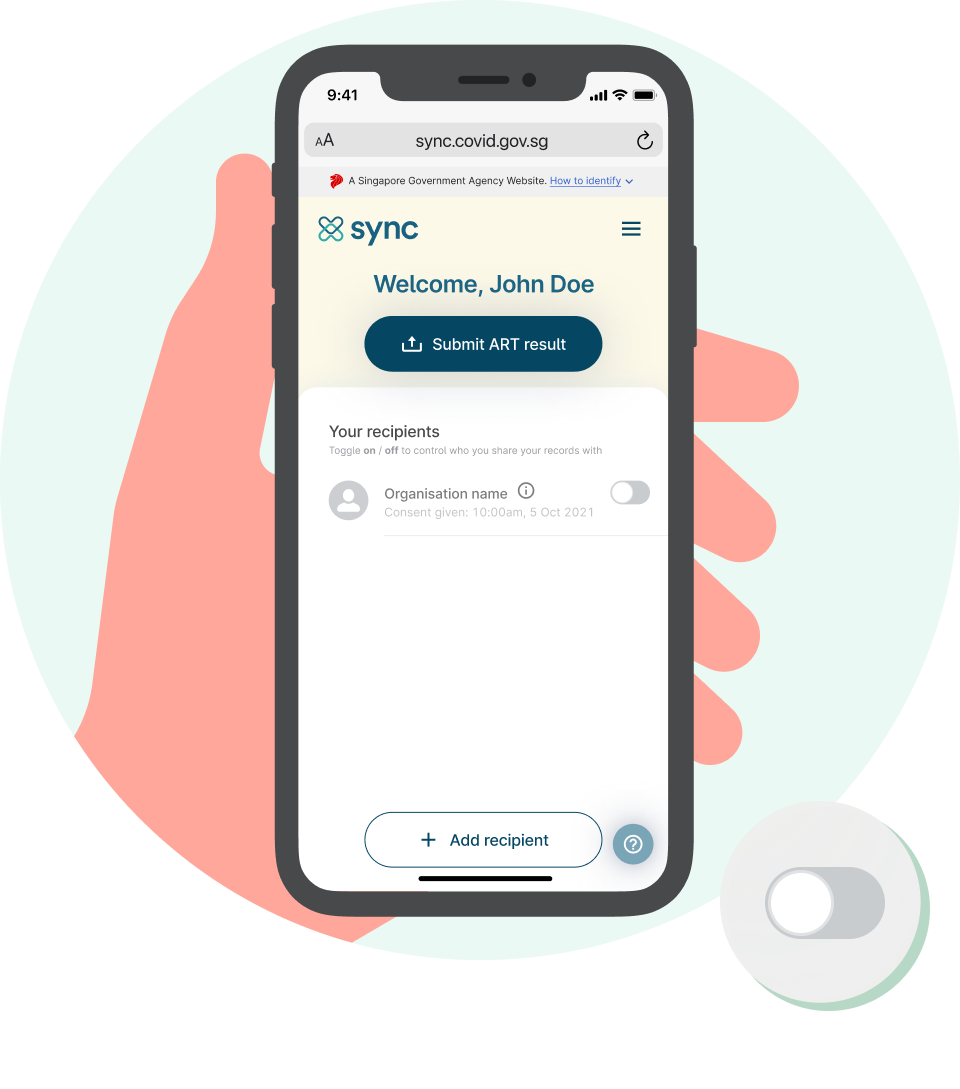 9:41
AA sync.covid.gov.sg
A Singapore Government Agency Website. How to identify
sync
Welcome, John Doe
Submit ART result
Your recipients
Toggle on / off to control who you share your records with
Organisation name
Consent given: 10:00am, 5 Oct 2021
+ Add recipient
?